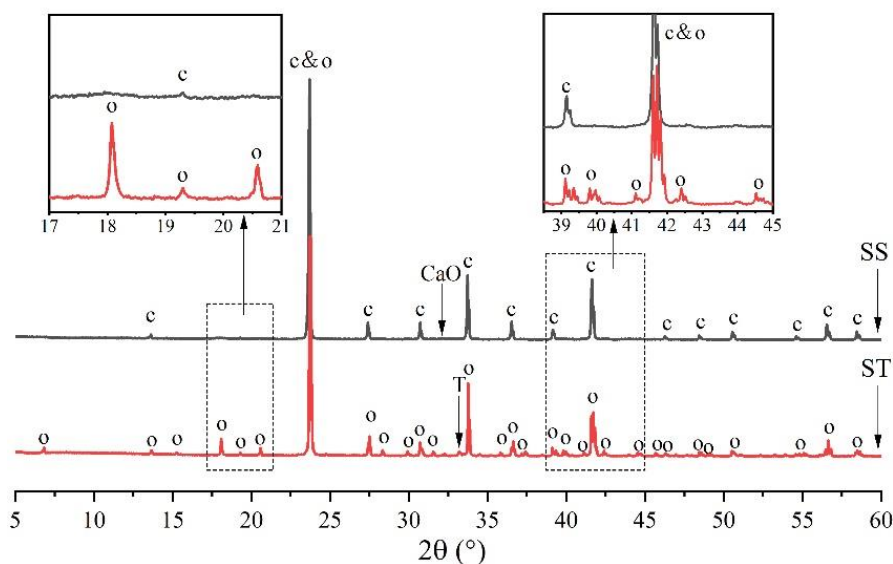 c & o
c
o
o
o
17 18 19 20 21
c & o
c
o o o o o
39 40 41 42 43 44 45
SS
CaO
c c c c c c c c c c c c c
ST
T
o o o o o o o o o o o o o o o o o o o o o o o o o o o o o
5 10 15 20 25 30 35 40 45 50 55 60
2θ (°)